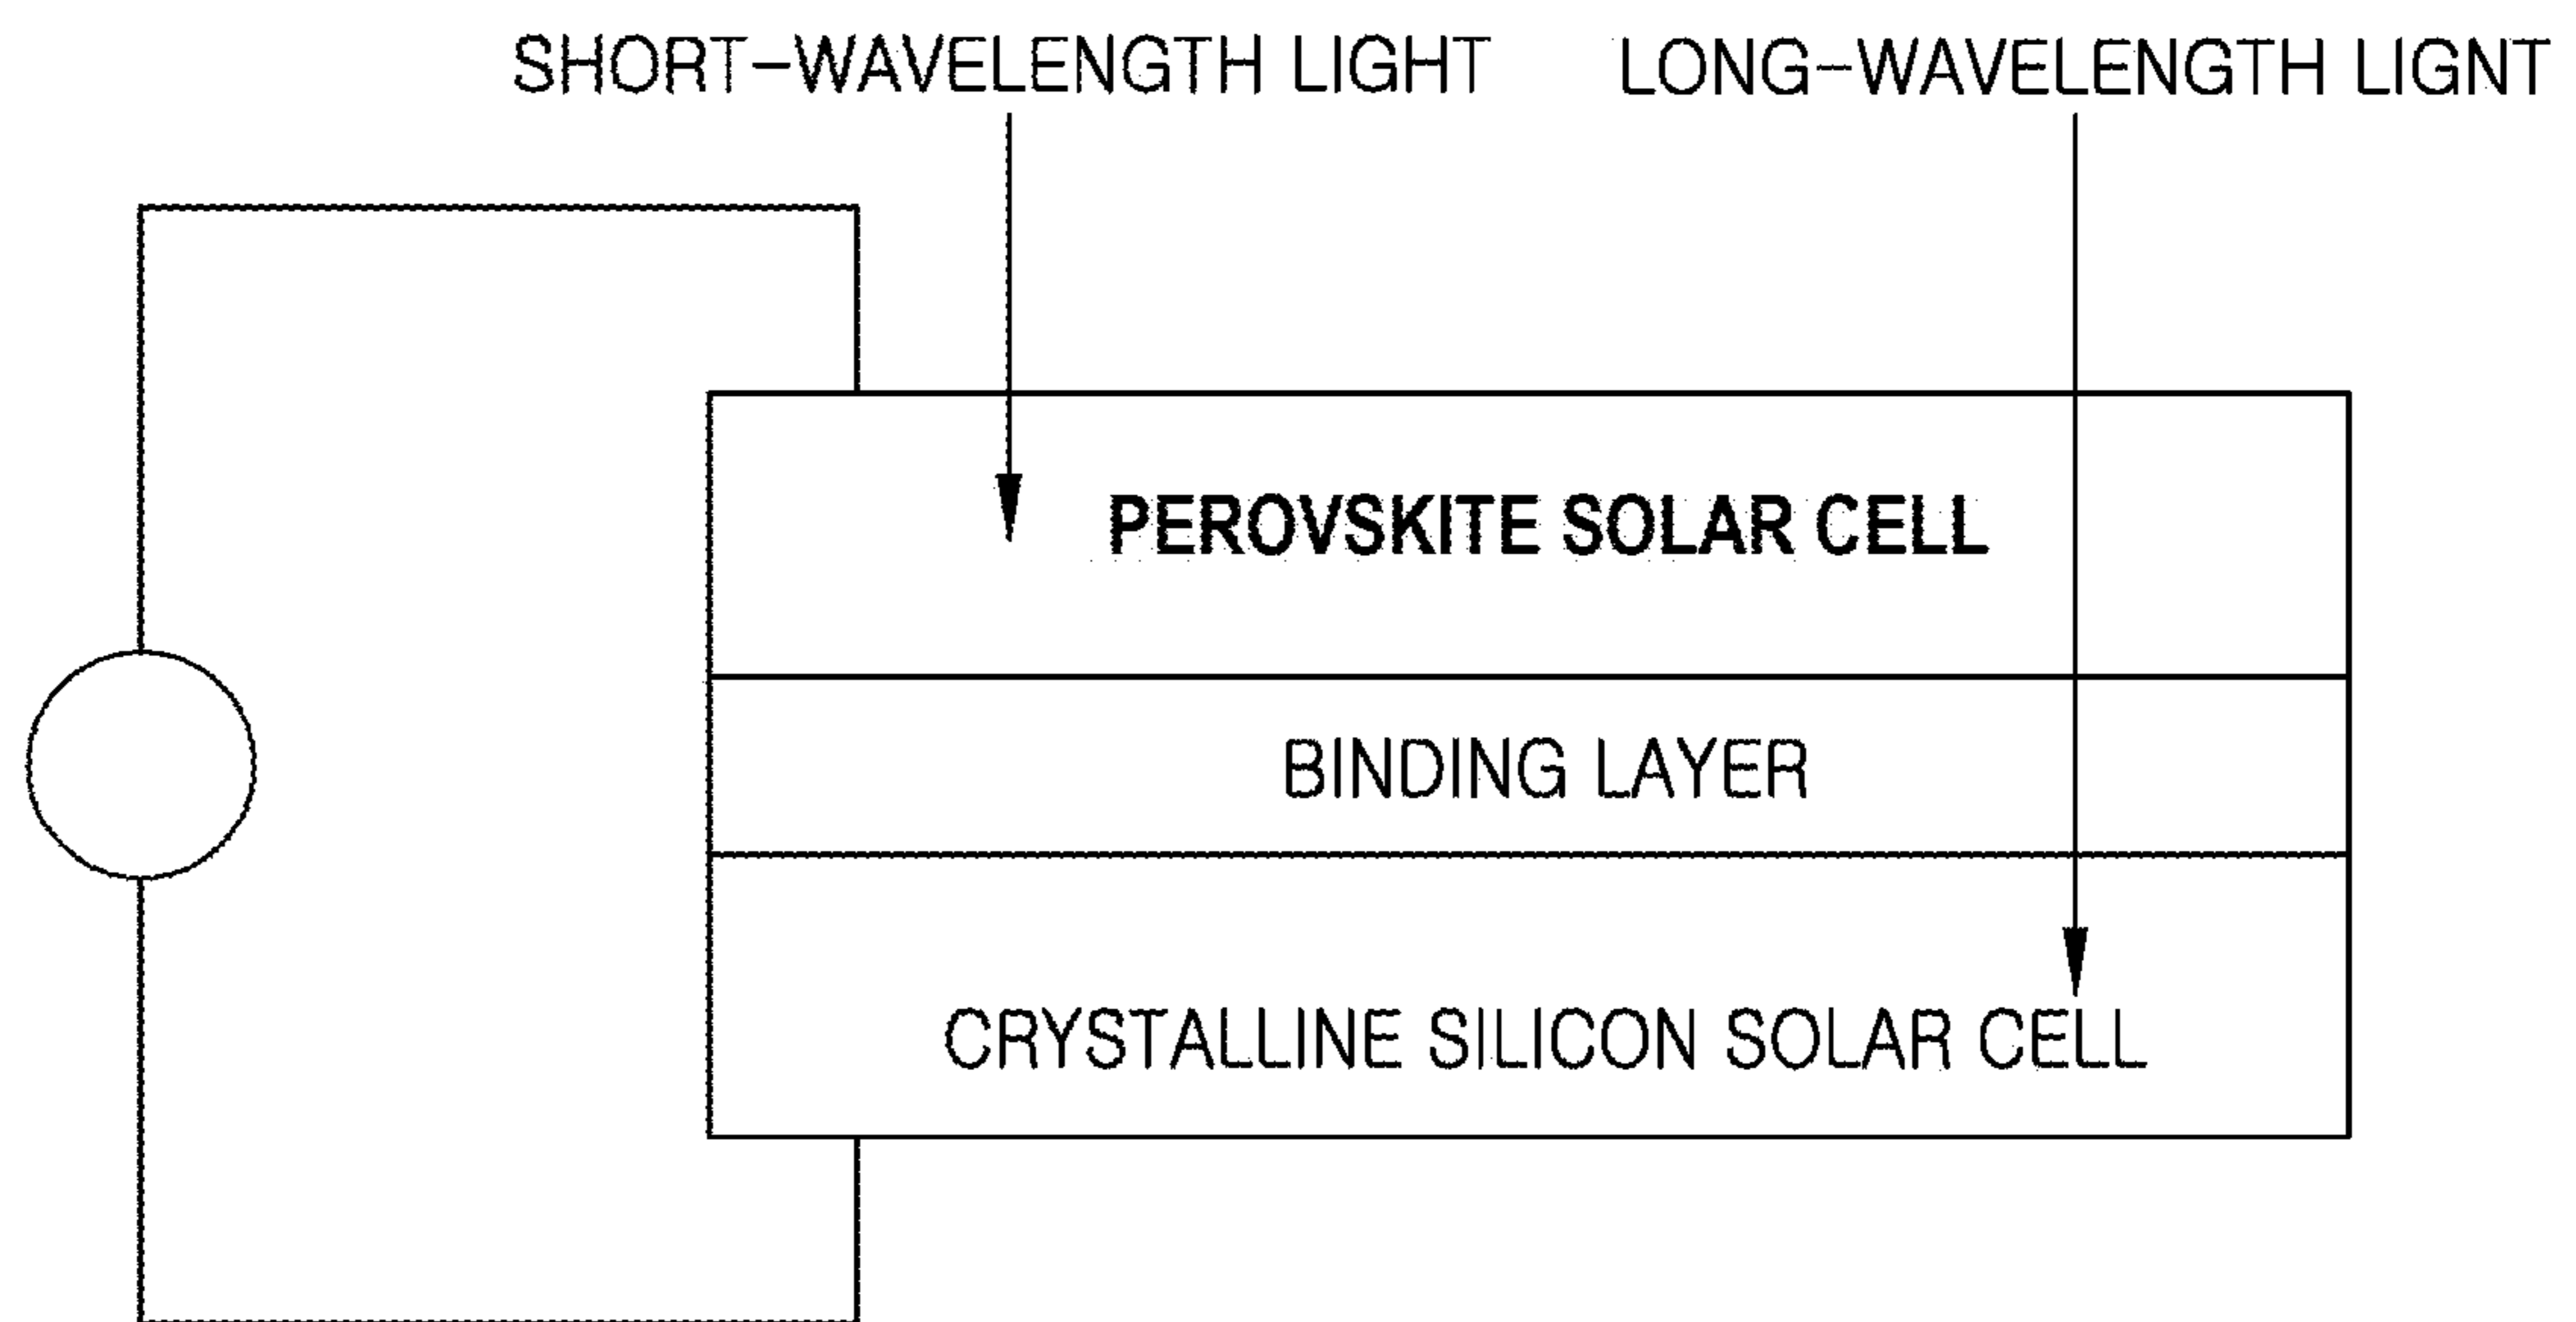 SHORT-WAVELENGTH LIGHT LONG-WAVELENGTH LIGNT
PEROVSKITE SOLAR CELL
BINDING LAYER
CRYSTALLINE SILICON SOLAR CELL